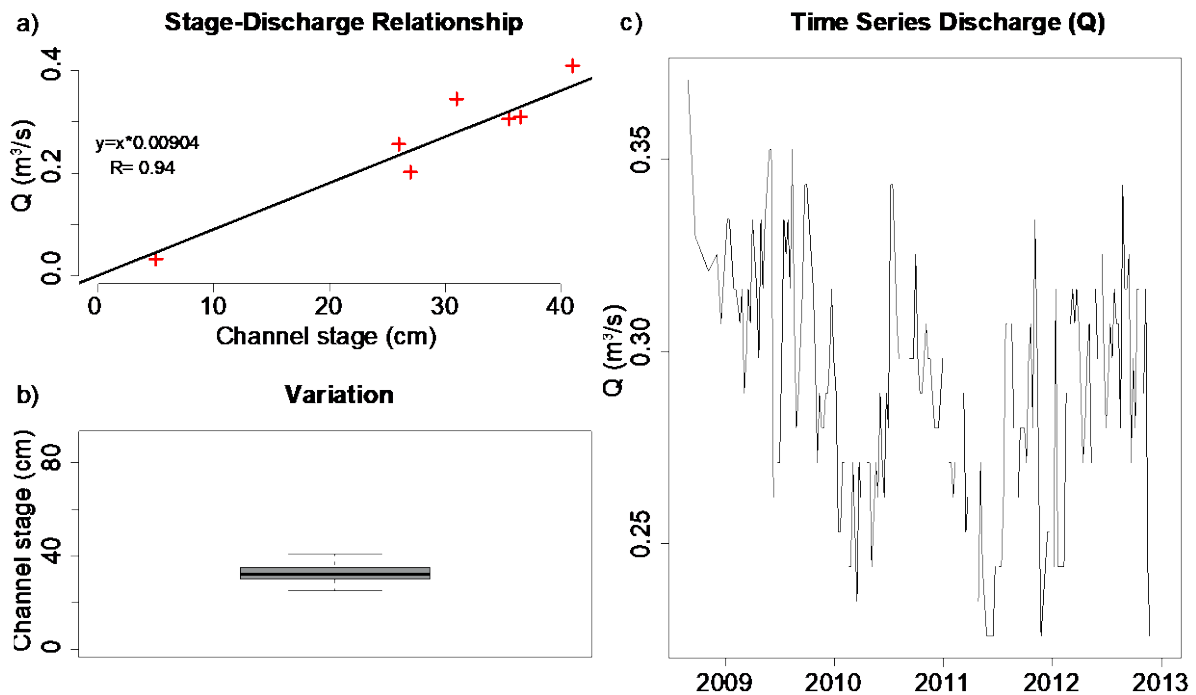 a) Stage-Discharge Relationship
Q (m³/s)
0.4
0.2
0.0
y=x*0.00904
R= 0.94
0 10 20 30 40
Channel stage (cm)
b) Variation
Channel stage (cm)
80
40
0
c) Time Series Discharge (Q)
Q (m³/s)
0.35
0.30
0.25
2009 2010 2011 2012 2013